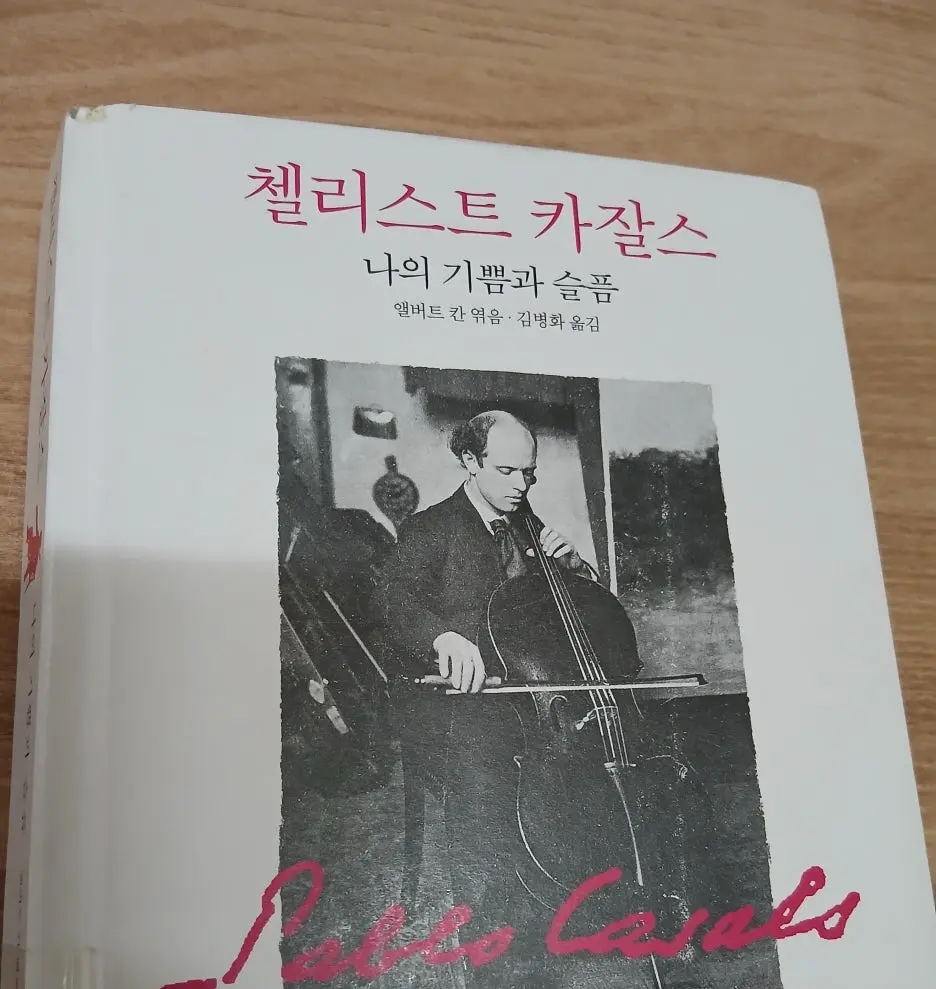 첼리스트 카잘스
나의 기쁨과 슬픔
앨버트 칸 엮음 · 김병화 옮김
Pablo Casals